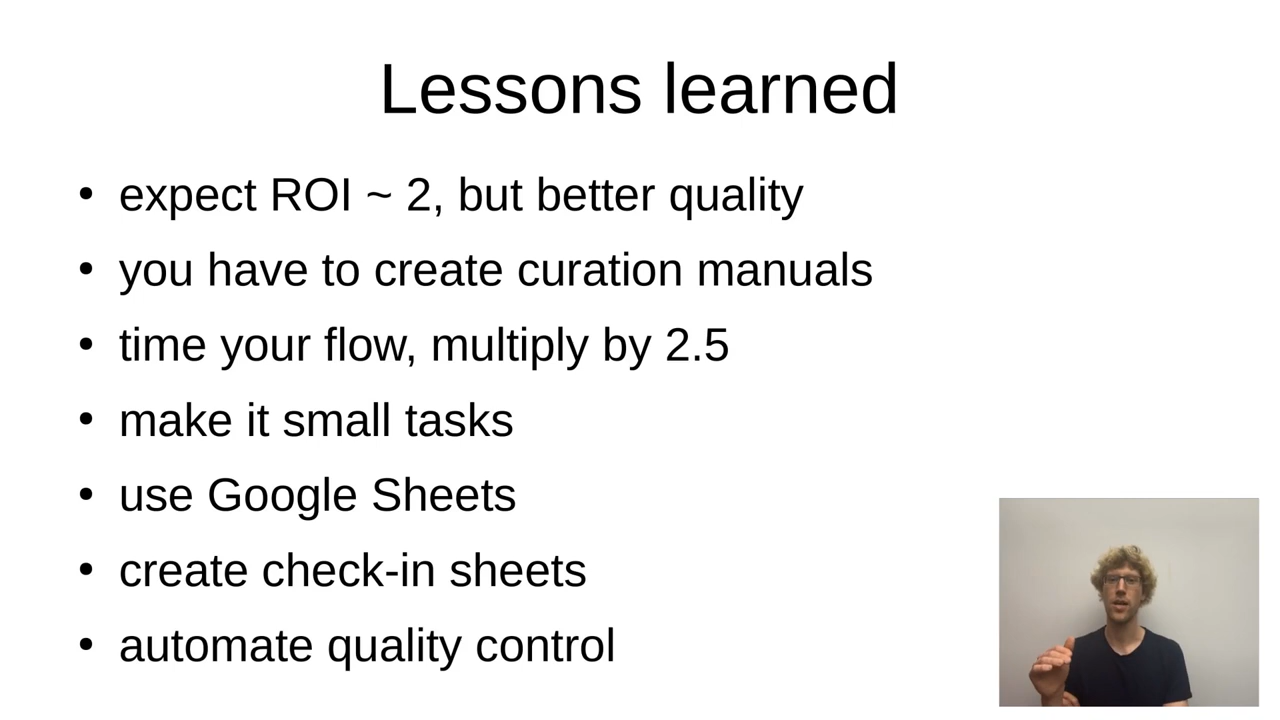 Lessons learned
• expect ROI ~ 2, but better quality
• you have to create curation manuals
• time your flow, multiply by 2.5
• make it small tasks
• use Google Sheets
• create check-in sheets
• automate quality control